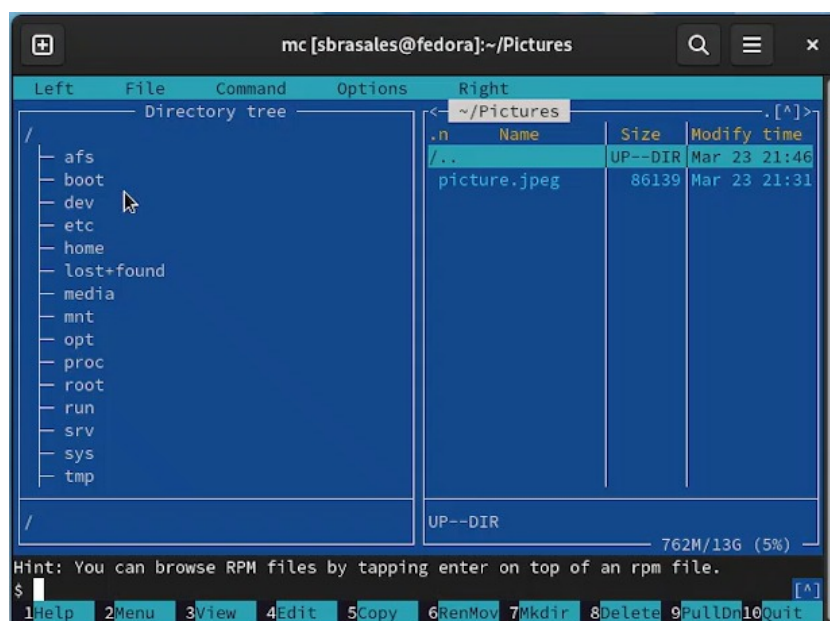 mc [sbrasales@fedora]:~/Pictures
Left File Command Options Right
Directory tree
/
afs
boot
dev
etc
home
lost+found
media
mnt
opt
proc
root
run
srv
sys
tmp
/
<- ~/Pictures .[^]>
.n Name Size Modify time
/.. UP--DIR Mar 23 21:46
picture.jpeg 86139 Mar 23 21:31
UP--DIR
762M/13G (5%)
Hint: You can browse RPM files by tapping enter on top of an rpm file.
$ [^]
1Help 2Menu 3View 4Edit 5Copy 6RenMov 7Mkdir 8Delete 9PullDn 10Quit